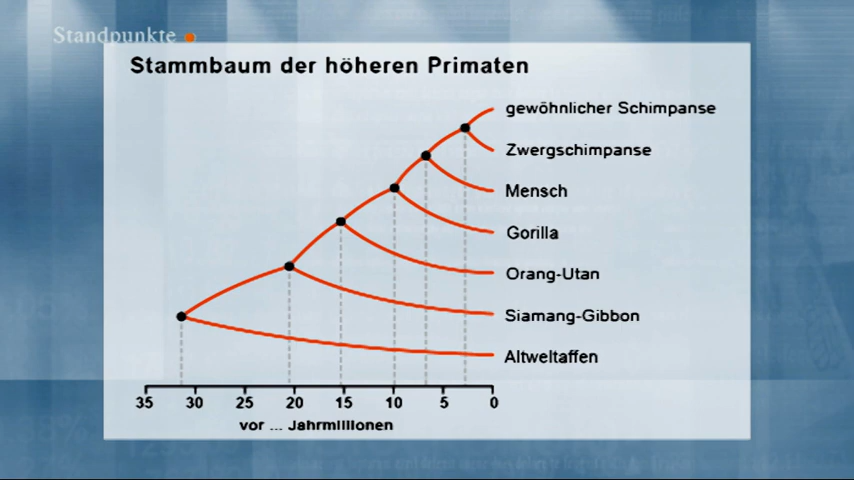 Standpunkte
Stammbaum der höheren Primaten
gewöhnlicher Schimpanse
Zwergschimpanse
Mensch
Gorilla
Orang-Utan
Siamang-Gibbon
Altweltaffen
35 30 25 20 15 10 5 0
vor ... Jahrmillionen